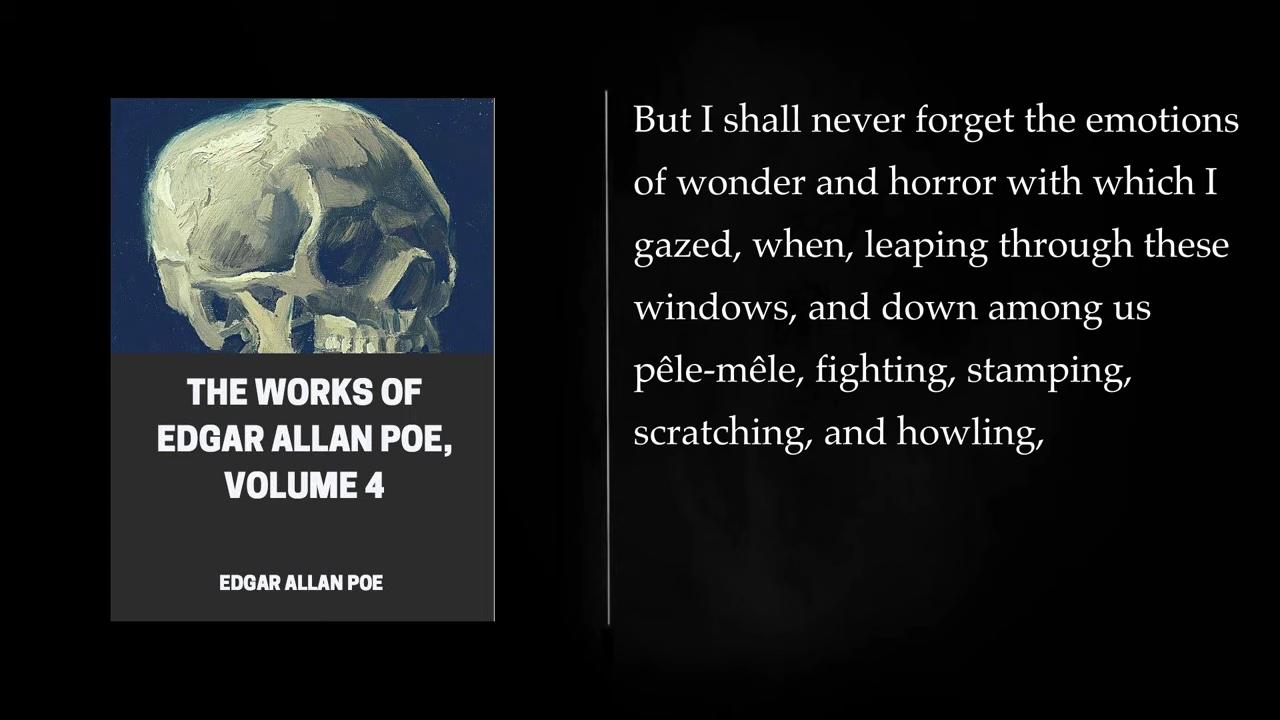 THE WORKS OF
EDGAR ALLAN POE,
VOLUME 4
EDGAR ALLAN POE
But I shall never forget the emotions
of wonder and horror with which I
gazed, when, leaping through these
windows, and down among us
pêle-mêle, fighting, stamping,
scratching, and howling,